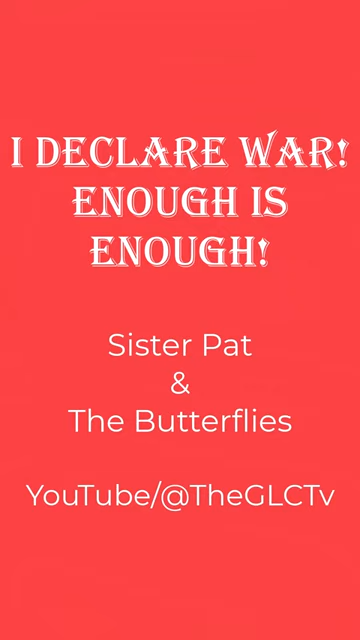 I DECLARE WAR!
ENOUGH IS
ENOUGH!
Sister Pat
&
The Butterflies
YouTube/@TheGLCTv